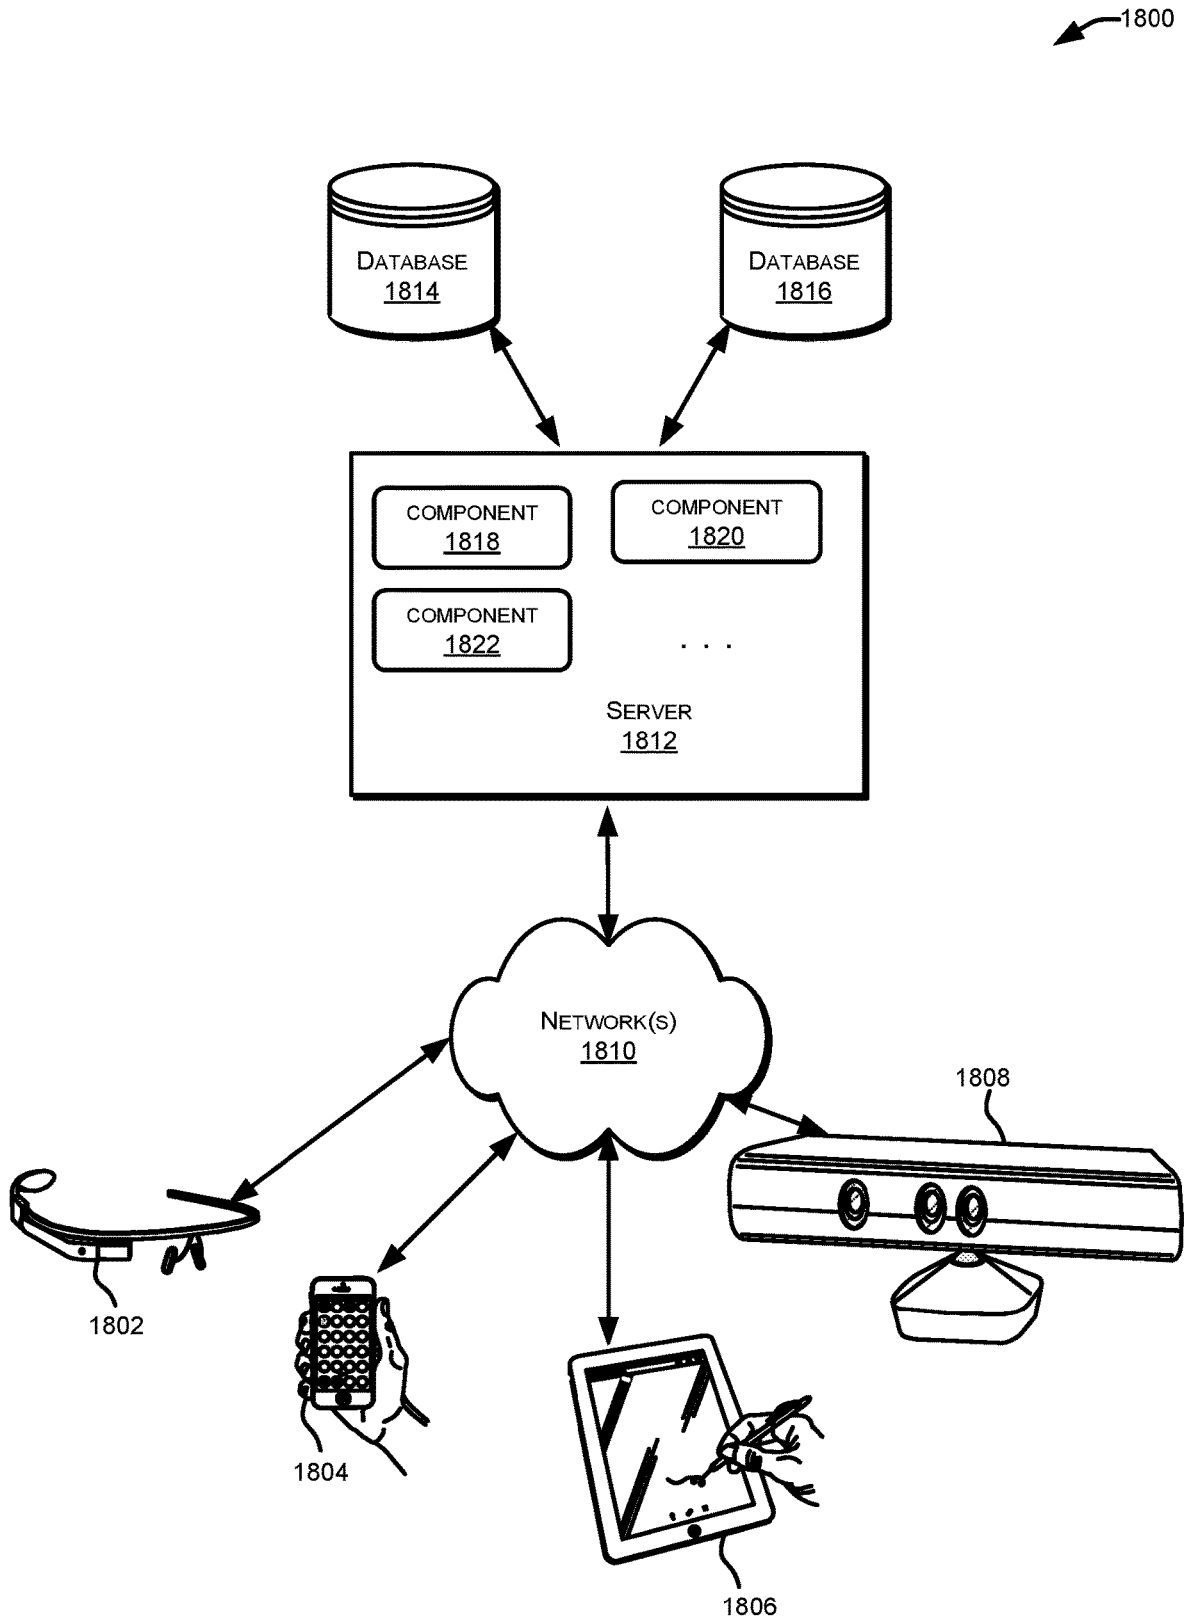 1800
DATABASE
1814
DATABASE
1816
COMPONENT
1818
COMPONENT
1820
COMPONENT
1822
. . .
SERVER
1812
NETWORK(S)
1810
1808
1802
1804
1806